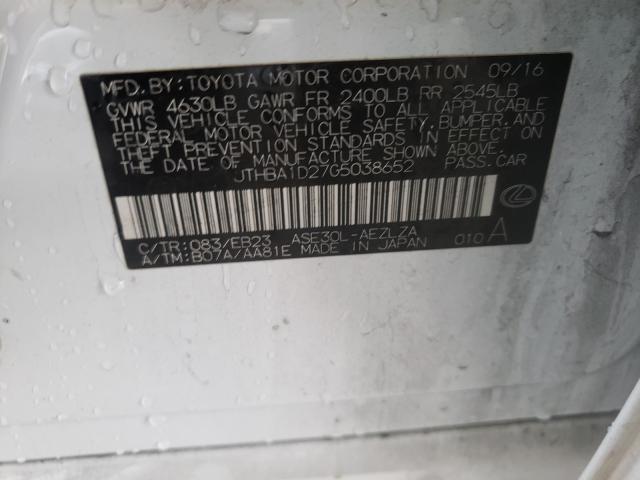 MFD. BY: TOYOTA MOTOR CORPORATION 09/16
GVWR 4630LB GAWR FR 2400LB RR 2545LB
THIS VEHICLE CONFORMS TO ALL APPLICABLE
FEDERAL MOTOR VEHICLE SAFETY, BUMPER, AND
THEFT PREVENTION STANDARDS IN EFFECT ON
THE DATE OF MANUFACTURE SHOWN ABOVE.
JTHBA1D27G5038652 PASS. CAR
C/TR: 083/EB23 ASE30L-AEZLZA
A/TM: B07A/AA81E MADE IN JAPAN 010 A